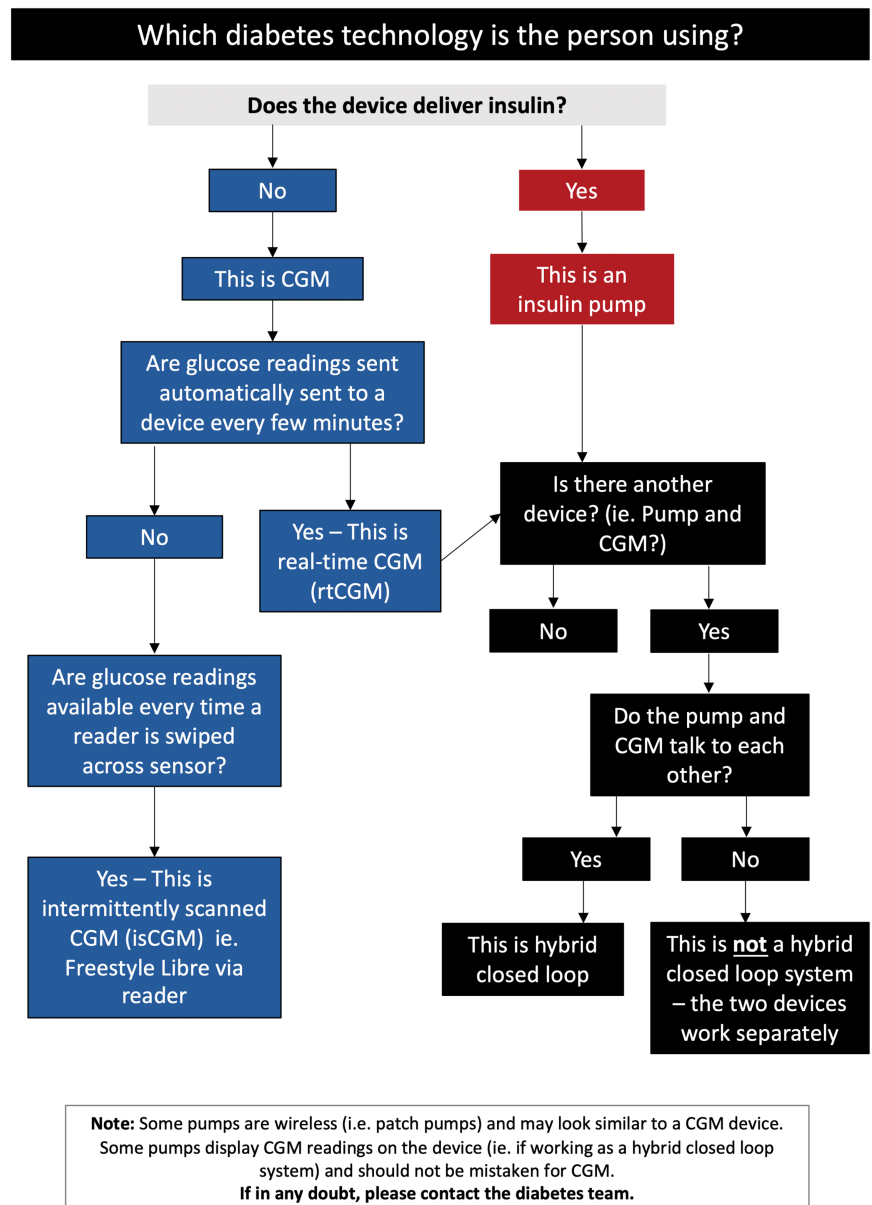 Which diabetes technology is the person using?
Does the device deliver insulin?
No
Yes
This is CGM
This is an
insulin pump
Are glucose readings sent
automatically sent to a
device every few minutes?
No
Yes – This is
real-time CGM
(rtCGM)
Is there another
device? (ie. Pump and
CGM?)
No
Yes
Are glucose readings
available every time a
reader is swiped
across sensor?
Do the pump and
CGM talk to each
other?
Yes
No
Yes – This is
intermittently scanned
CGM (isCGM) ie.
Freestyle Libre via
reader
This is hybrid
closed loop
This is not a hybrid
closed loop system
– the two devices
work separately
Note: Some pumps are wireless (i.e. patch pumps) and may look similar to a CGM device.
Some pumps display CGM readings on the device (ie. if working as a hybrid closed loop
system) and should not be mistaken for CGM.
If in any doubt, please contact the diabetes team.